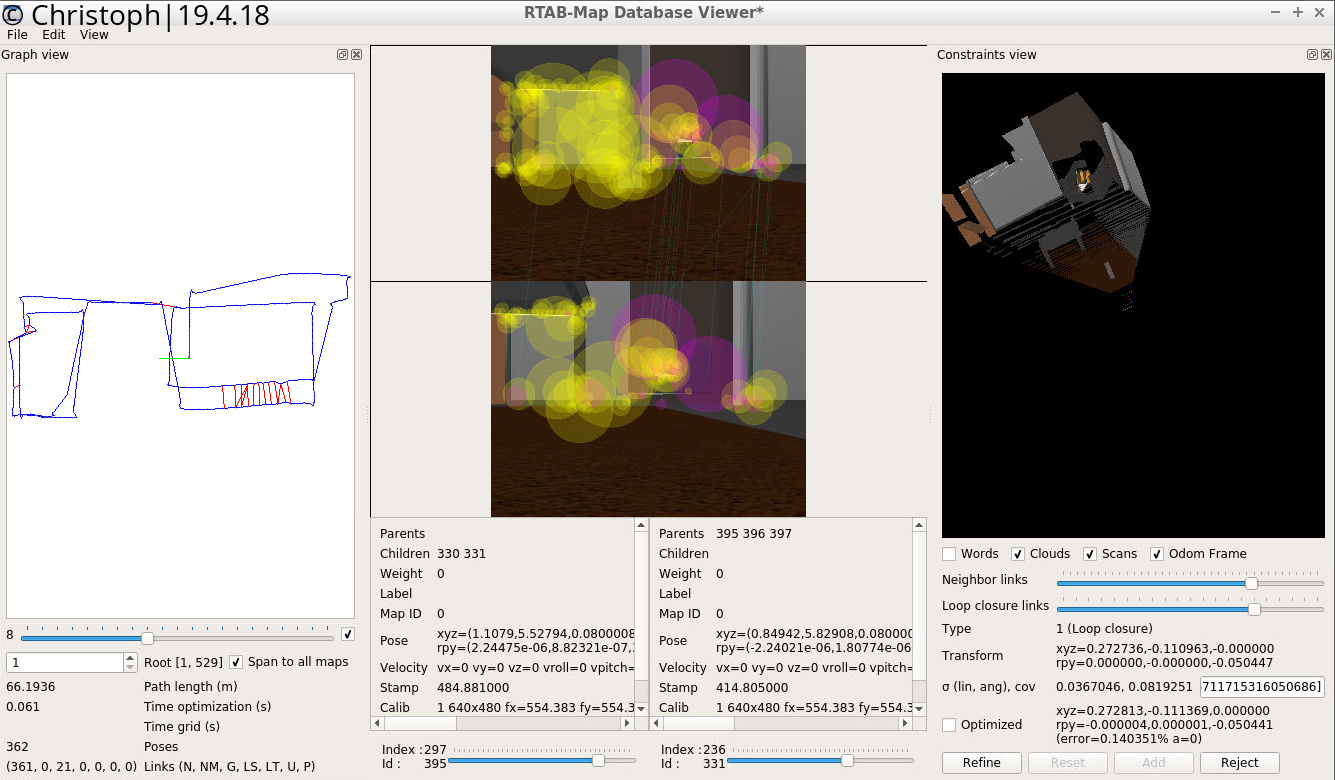 © Christoph|19.4.18
RTAB-Map Database Viewer*
File Edit View
Graph view
8
1
Root [1, 529] Span to all maps
66.1936 Path length (m)
0.061 Time optimization (s)
Time grid (s)
362 Poses
(361, 0, 21, 0, 0, 0, 0) Links (N, NM, G, LS, LT, U, P)
Parents
Children 330 331
Weight 0
Label
Map ID 0
Pose xyz=(1.1079,5.52794,0.0800008
rpy=(2.24475e-06,8.82321e-07,
Velocity vx=0 vy=0 vz=0 vroll=0 vpitch=
Stamp 484.881000
Calib 1 640x480 fx=554.383 fy=554.3
Index :297
Id : 395
Parents 395 396 397
Children
Weight 0
Label
Map ID 0
Pose xyz=(0.84942,5.82908,0.080000
rpy=(-2.24021e-06,1.80774e-06
Velocity vx=0 vy=0 vz=0 vroll=0 vpitch=
Stamp 414.805000
Calib 1 640x480 fx=554.383 fy=554.3
Index :236
Id : 331
Constraints view
Words Clouds Scans Odom Frame
Neighbor links
Loop closure links
Type 1 (Loop closure)
Transform xyz=0.272736,-0.110963,-0.000000
rpy=0.000000,-0.000000,-0.050447
σ (lin, ang), cov 0.0367046, 0.0819251 711715316050686]
Optimized xyz=0.272813,-0.111369,0.000000
rpy=-0.000004,0.000001,-0.050441
(error=0.140351% a=0)
Refine Reset Add Reject